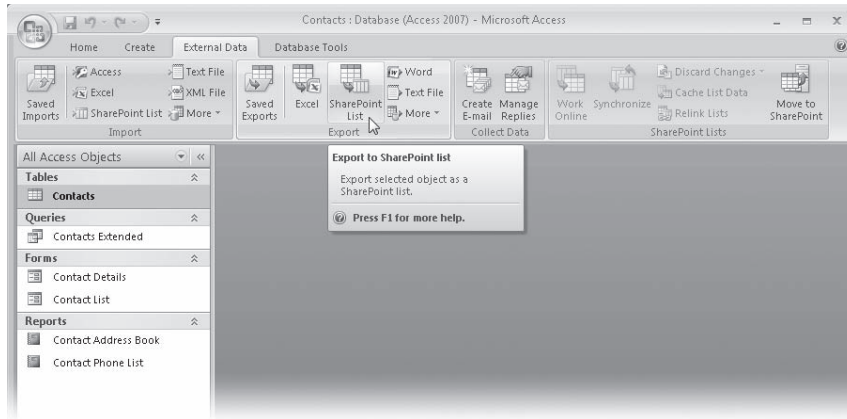 Contacts : Database (Access 2007) - Microsoft Access
Home Create External Data Database Tools
Saved Imports
Access
Excel
SharePoint List
Text File
XML File
More
Import
Saved Exports
Excel
SharePoint List
Word
Text File
More
Export
Create E-mail
Manage Replies
Collect Data
Work Online
Synchronize
Discard Changes
Cache List Data
Relink Lists
Move to SharePoint
SharePoint Lists
All Access Objects
Tables
Contacts
Queries
Contacts Extended
Forms
Contact Details
Contact List
Reports
Contact Address Book
Contact Phone List
Export to SharePoint list
Export selected object as a
SharePoint list.
Press F1 for more help.